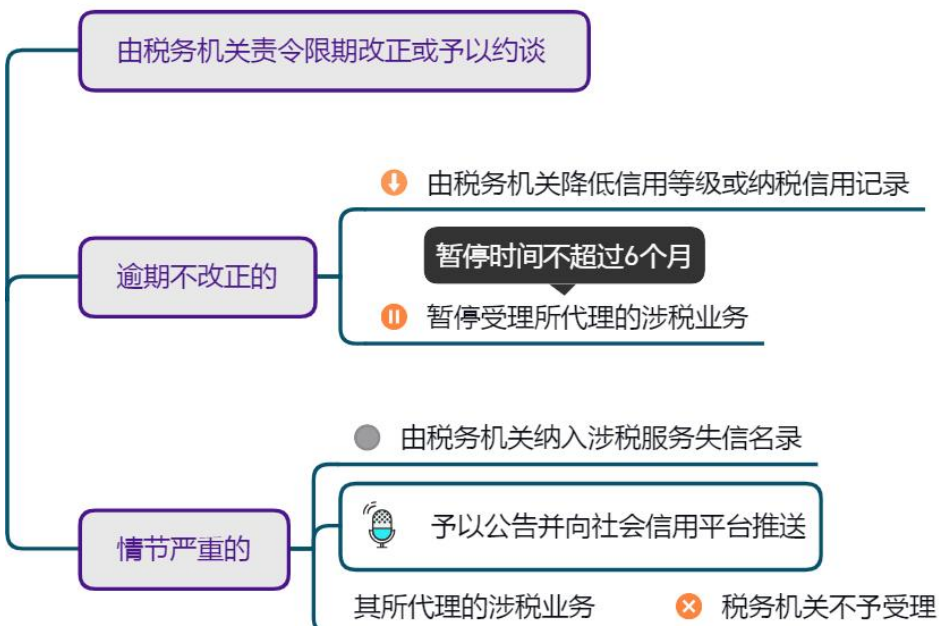 由税务机关责令限期改正或予以约谈
由税务机关降低信用等级或纳税信用记录
暂停时间不超过6个月
逾期不改正的
暂停受理所代理的涉税业务
由税务机关纳入涉税服务失信名录
予以公告并向社会信用平台推送
情节严重的
其所代理的涉税业务 税务机关不予受理